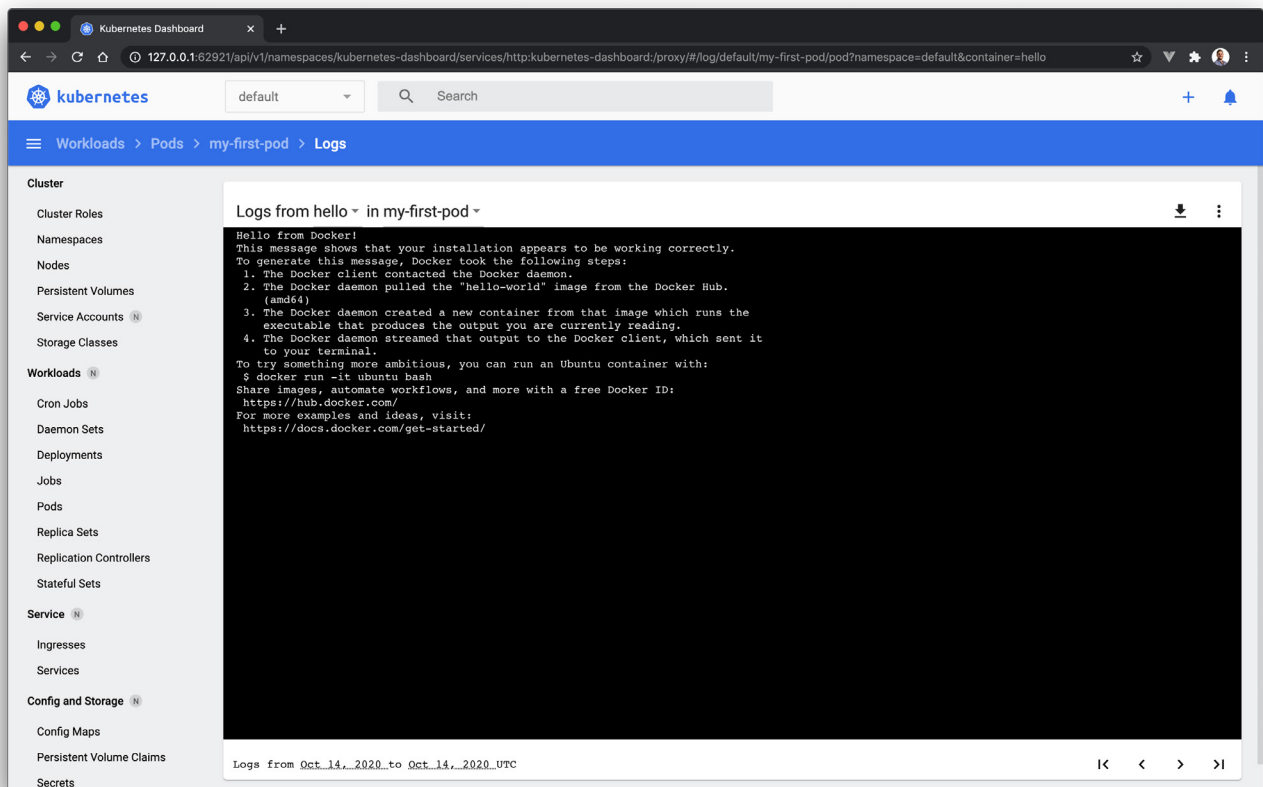 Kubernetes Dashboard
127.0.0.1:62921/api/v1/namespaces/kubernetes-dashboard/services/http:kubernetes-dashboard:/proxy/#/log/default/my-first-pod/pod?namespace=default&container=hello
kubernetes
default
Search
Workloads > Pods > my-first-pod > Logs
Cluster
Cluster Roles
Namespaces
Nodes
Persistent Volumes
Service Accounts N
Storage Classes
Workloads N
Cron Jobs
Daemon Sets
Deployments
Jobs
Pods
Replica Sets
Replication Controllers
Stateful Sets
Service N
Ingresses
Services
Config and Storage N
Config Maps
Persistent Volume Claims
Secrets
Logs from hello in my-first-pod
Hello from Docker!
This message shows that your installation appears to be working correctly.
To generate this message, Docker took the following steps:
1. The Docker client contacted the Docker daemon.
2. The Docker daemon pulled the "hello-world" image from the Docker Hub.
(amd64)
3. The Docker daemon created a new container from that image which runs the
executable that produces the output you are currently reading.
4. The Docker daemon streamed that output to the Docker client, which sent it
to your terminal.
To try something more ambitious, you can run an Ubuntu container with:
$ docker run -it ubuntu bash
Share images, automate workflows, and more with a free Docker ID:
https://hub.docker.com/
For more examples and ideas, visit:
https://docs.docker.com/get-started/
Logs from Oct 14, 2020 to Oct 14, 2020 UTC